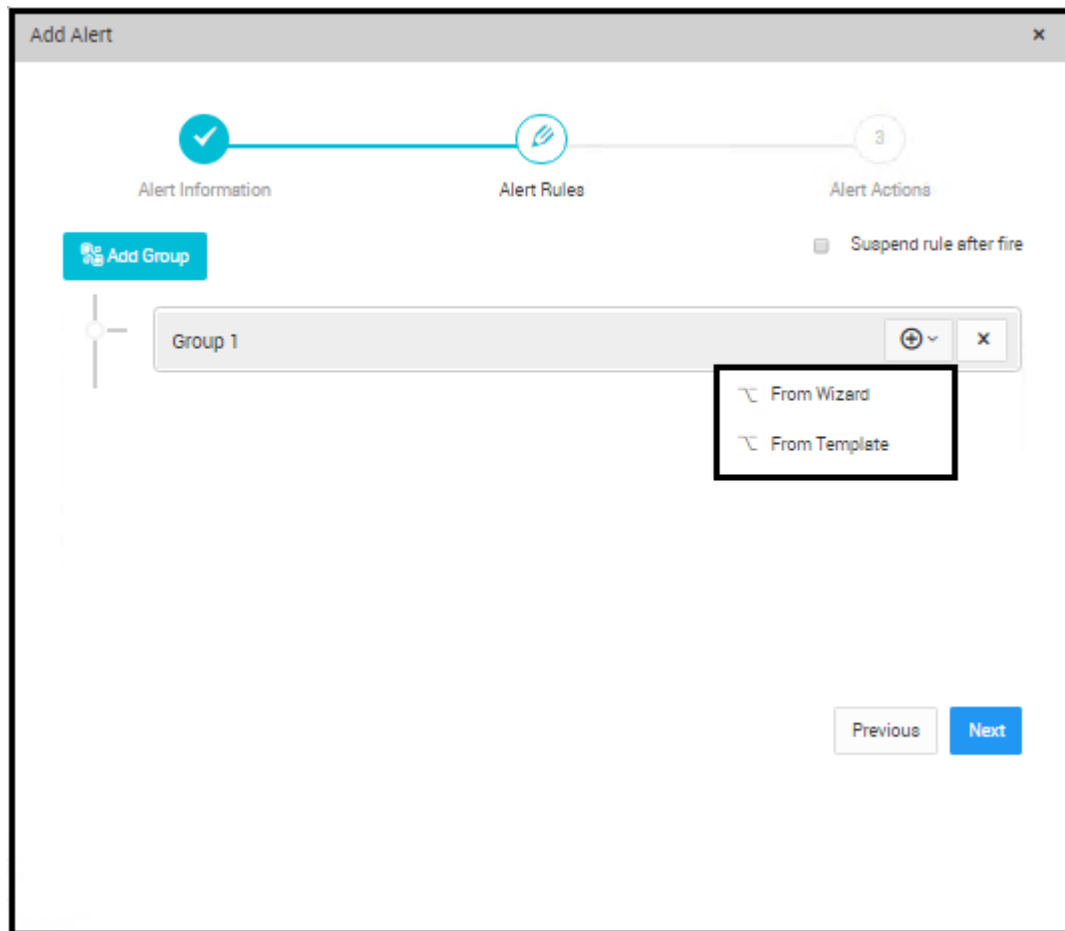 Add Alert
3
Alert Information
Alert Rules
Alert Actions
Add Group
Suspend rule after fire
Group 1
From Wizard
From Template
Previous
Next